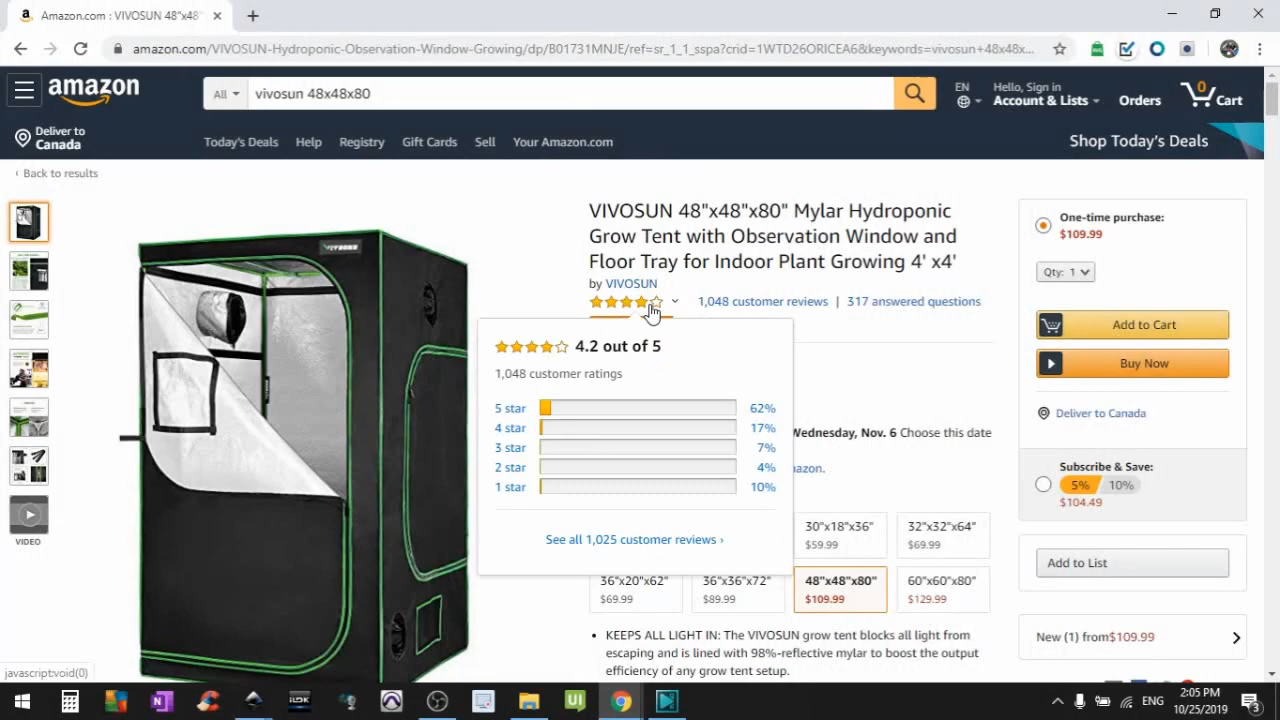 Amazon.com : VIVOSUN 48"x48"
amazon.com/VIVOSUN-Hydroponic-Observation-Window-Growing/dp/B01731MNJE/ref=sr_1_1_sspa?crid=1WTD26ORICEA6&keywords=vivosun+48x48x...
amazon
All
vivosun 48x48x80
EN
Hello, Sign in
Account & Lists
Orders
0
Cart
Deliver to
Canada
Today's Deals
Help
Registry
Gift Cards
Sell
Your Amazon.com
Shop Today's Deals
‹ Back to results
VIVOSUN
VIVOSUN 48"x48"x80" Mylar Hydroponic
Grow Tent with Observation Window and
Floor Tray for Indoor Plant Growing 4' x4'
by VIVOSUN
1,048 customer reviews | 317 answered questions
4.2 out of 5
1,048 customer ratings
5 star 62%
4 star 17%
3 star 7%
2 star 4%
1 star 10%
See all 1,025 customer reviews ›
Wednesday, Nov. 6 Choose this date
azon.
30"x18"x36"
$59.99
32"x32"x64"
$69.99
36"x20"x62"
$69.99
36"x36"x72"
$89.99
48"x48"x80"
$109.99
60"x60"x80"
$129.99
• KEEPS ALL LIGHT IN: The VIVOSUN grow tent blocks all light from
escaping and is lined with 98%-reflective mylar to boost the output
efficiency of any grow tent setup.
One-time purchase:
$109.99
Qty: 1
Add to Cart
Buy Now
Deliver to Canada
Subscribe & Save:
5% 10%
$104.49
Add to List
New (1) from $109.99
VIDEO
javascript:void(0)
ENG
2:05 PM
10/25/2019
3